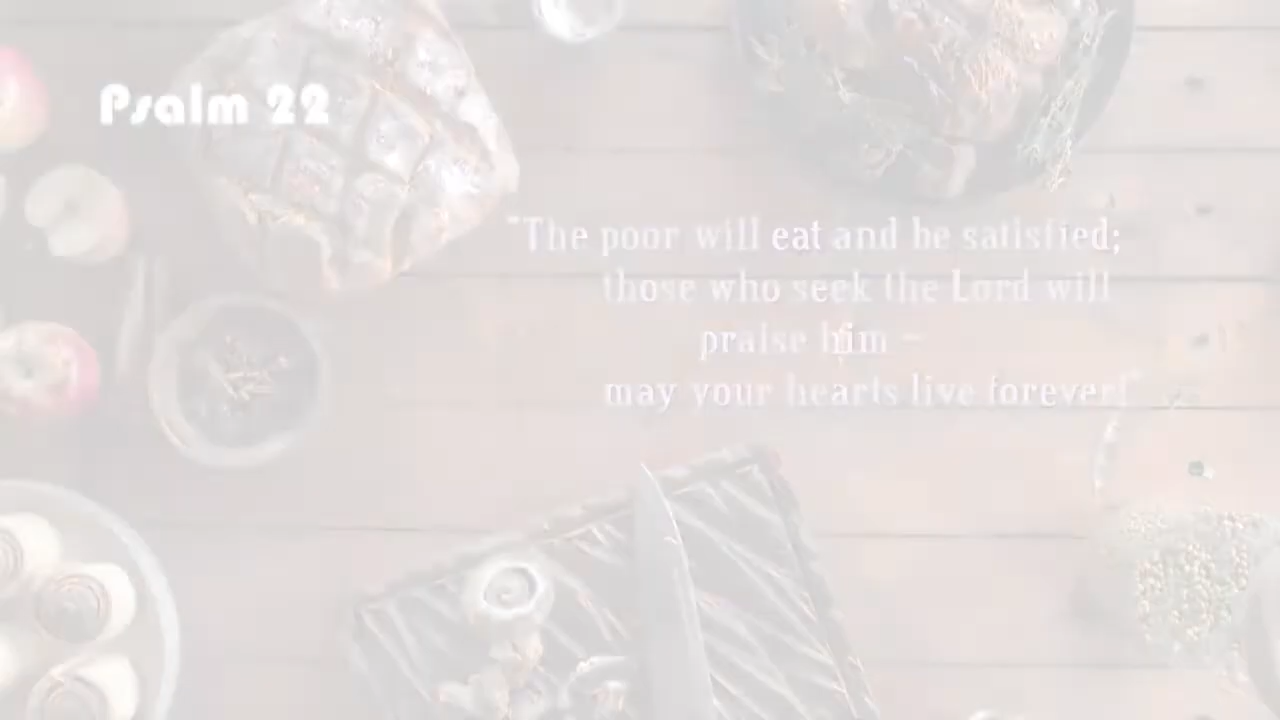 Psalm 22
"The poor will eat and be satisfied;
those who seek the Lord will
praise him –
may your hearts live forever!"